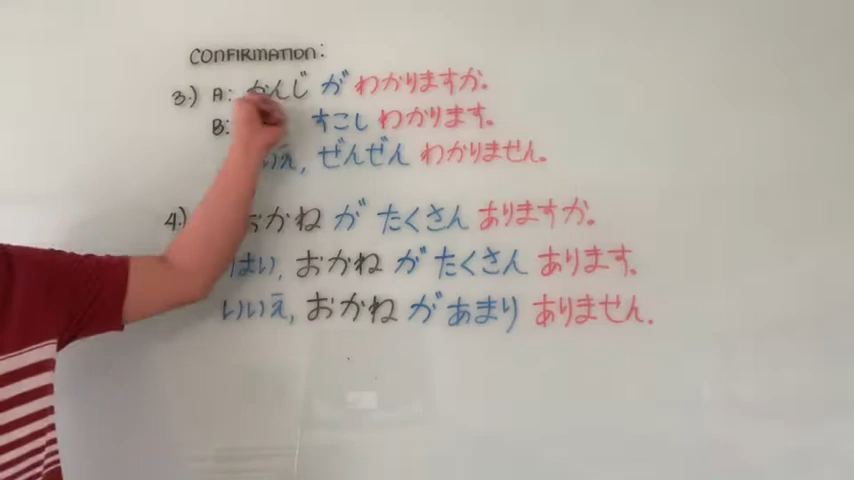 CONFIRMATION:
3.) A: かんじ が わかりますか.
B: すこし わかります.
いえ, ぜんぜん わかりません.
4.) おかね が たくさん ありますか.
はい, おかね が たくさん あります.
いいえ, おかね が あまり ありません.